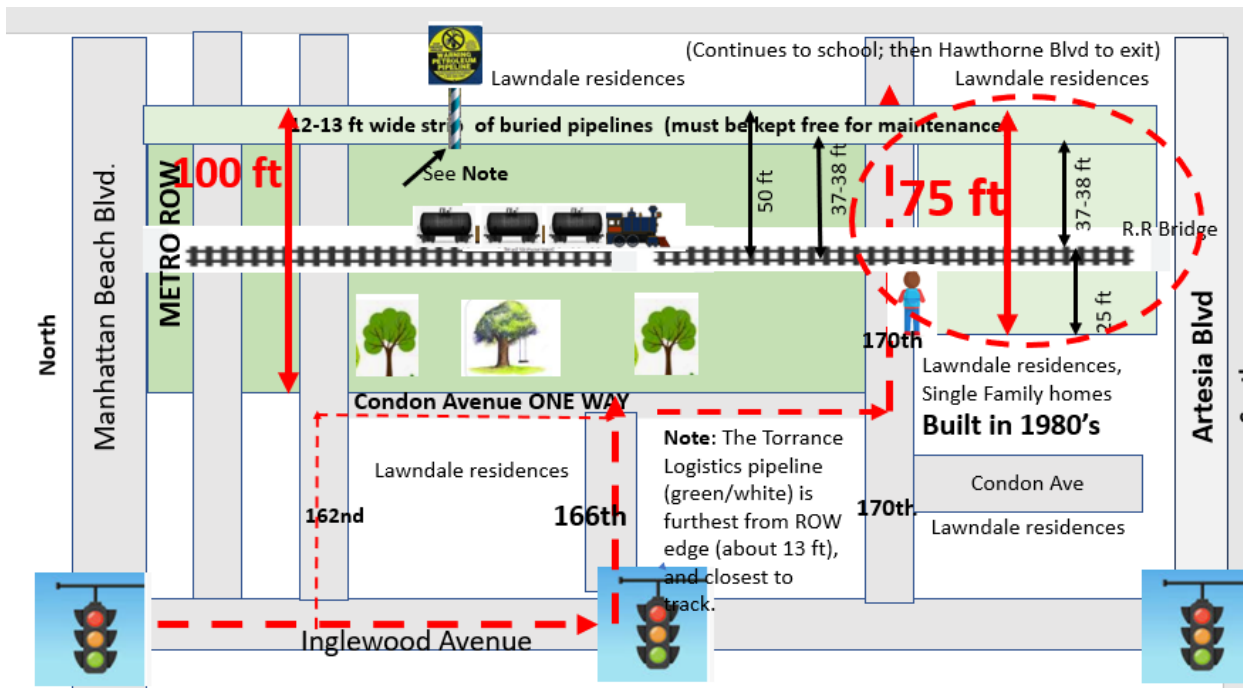 (Continues to school; then Hawthorne Blvd to exit)
WARNING
PETROLEUM
PIPELINE
Lawndale residences
Lawndale residences
12-13 ft wide strip of buried pipelines (must be kept free for maintenance
100 ft
METRO ROW
See Note
50 ft
37-38 ft
75 ft
37-38 ft
R.R Bridge
25 ft
North
Manhattan Beach Blvd.
Artesia Blvd
170th
Condon Avenue ONE WAY
Lawndale residences,
Single Family homes
Built in 1980's
Note: The Torrance
Logistics pipeline
(green/white) is
furthest from ROW
edge (about 13 ft),
and closest to
track.
Lawndale residences
162nd
166th
170th
Condon Ave
Lawndale residences
Inglewood Avenue